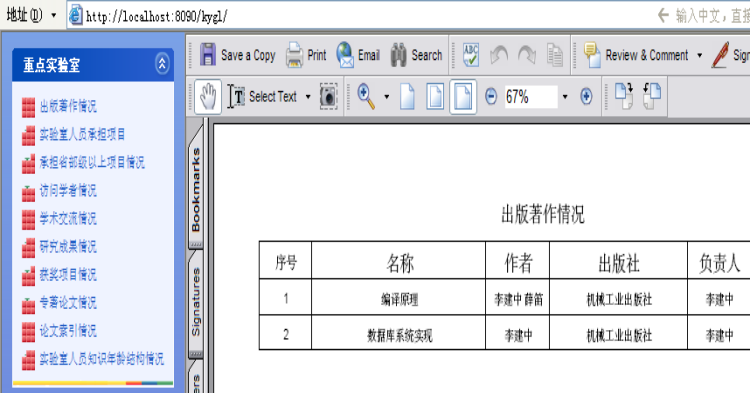 地址(D) http://localhost:8090/kygl/ 输入中文，直接
重点实验室
出版著作情况
实验室人员承担项目
承担省部级以上项目情况
访问学者情况
学术交流情况
研究成果情况
获奖项目情况
专著论文情况
论文索引情况
实验室人员知识年龄结构情况
Save a Copy Print Email Search Review & Comment Sign
Select Text 67%
Bookmarks
Signatures
ers
出版著作情况
序号 名称 作者 出版社 负责人
1 编译原理 李建中 薛笛 机械工业出版社 李建中
2 数据库系统实现 李建中 机械工业出版社 李建中